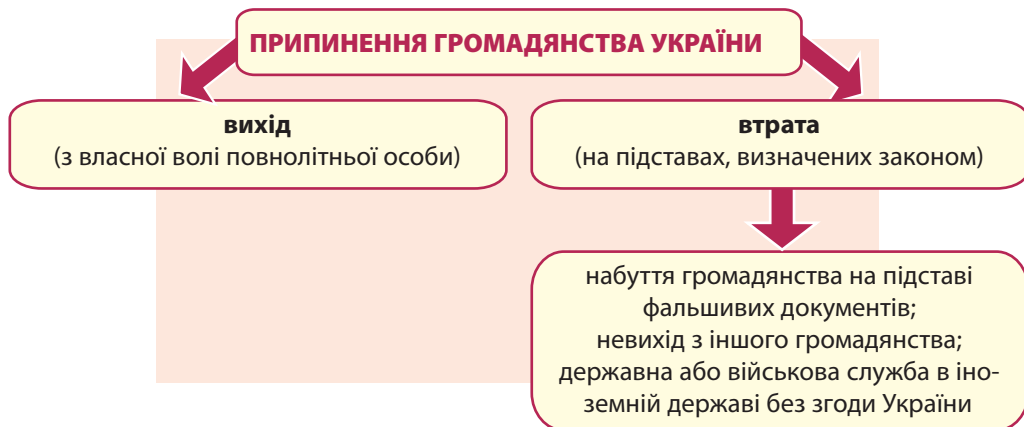 ПРИПИНЕННЯ ГРОМАДЯНСТВА УКРАЇНИ
вихід
(з власної волі повнолітньої особи)
втрата
(на підставах, визначених законом)
набуття громадянства на підставі
фальшивих документів;
невихід з іншого громадянства;
державна або військова служба в іно-
земній державі без згоди України